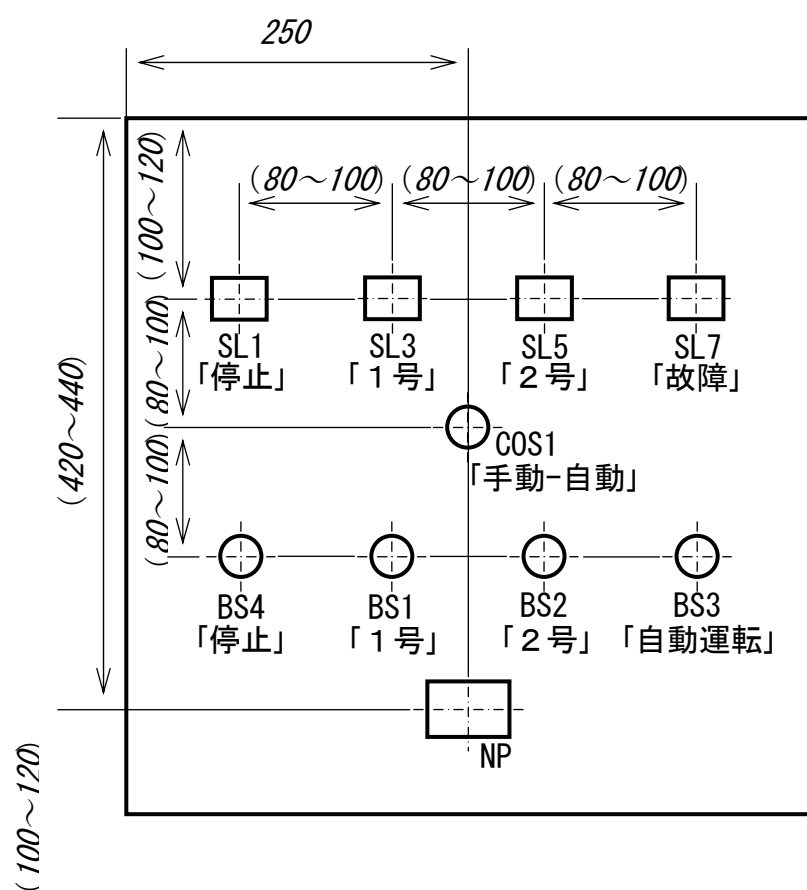 250
(100～120)
(80～100) (80～100) (80～100)
SL1 SL3 SL5 SL7
「停止」 「１号」 「２号」 「故障」
(80～100)
(420～440)
COS1
「手動-自動」
(80～100)
BS4 BS1 BS2 BS3
「停止」 「１号」 「２号」 「自動運転」
NP
(100～120)